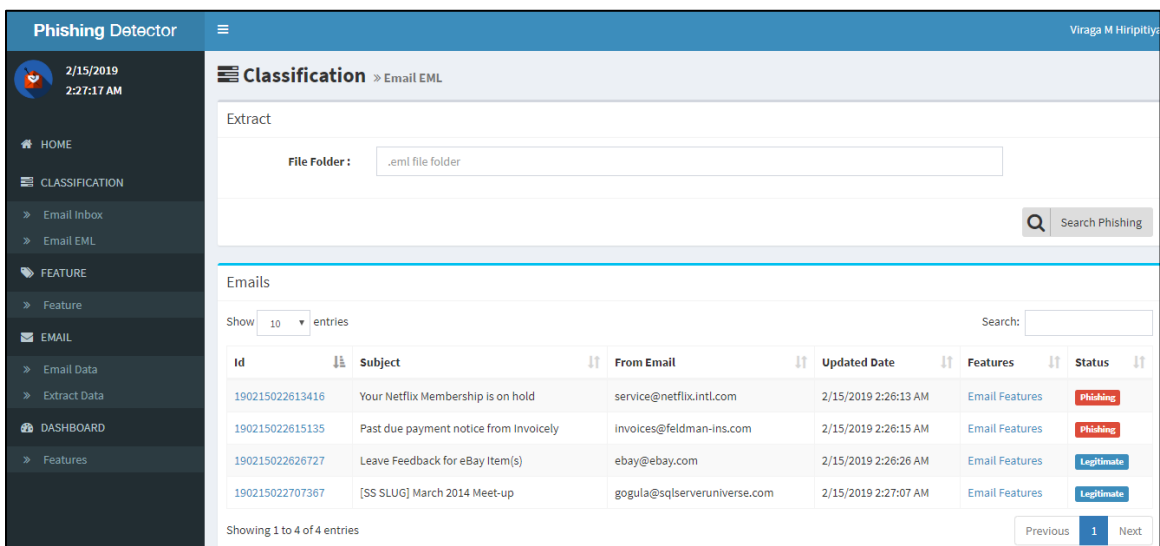 Phishing Detector
Viraga M Hiripitiya
2/15/2019
2:27:17 AM
HOME
CLASSIFICATION
» Email Inbox
» Email EML
FEATURE
» Feature
EMAIL
» Email Data
» Extract Data
DASHBOARD
» Features
Classification » Email EML
Extract
File Folder : .eml file folder
Search Phishing
Emails
Show 10 entries Search:
Id Subject From Email Updated Date Features Status
190215022613416 Your Netflix Membership is on hold service@netflix.intl.com 2/15/2019 2:26:13 AM Email Features Phishing
190215022615135 Past due payment notice from Invoicely invoices@feldman-ins.com 2/15/2019 2:26:15 AM Email Features Phishing
190215022626727 Leave Feedback for eBay Item(s) ebay@ebay.com 2/15/2019 2:26:26 AM Email Features Legitimate
190215022707367 [SS SLUG] March 2014 Meet-up gogula@sqlserveruniverse.com 2/15/2019 2:27:07 AM Email Features Legitimate
Showing 1 to 4 of 4 entries Previous 1 Next